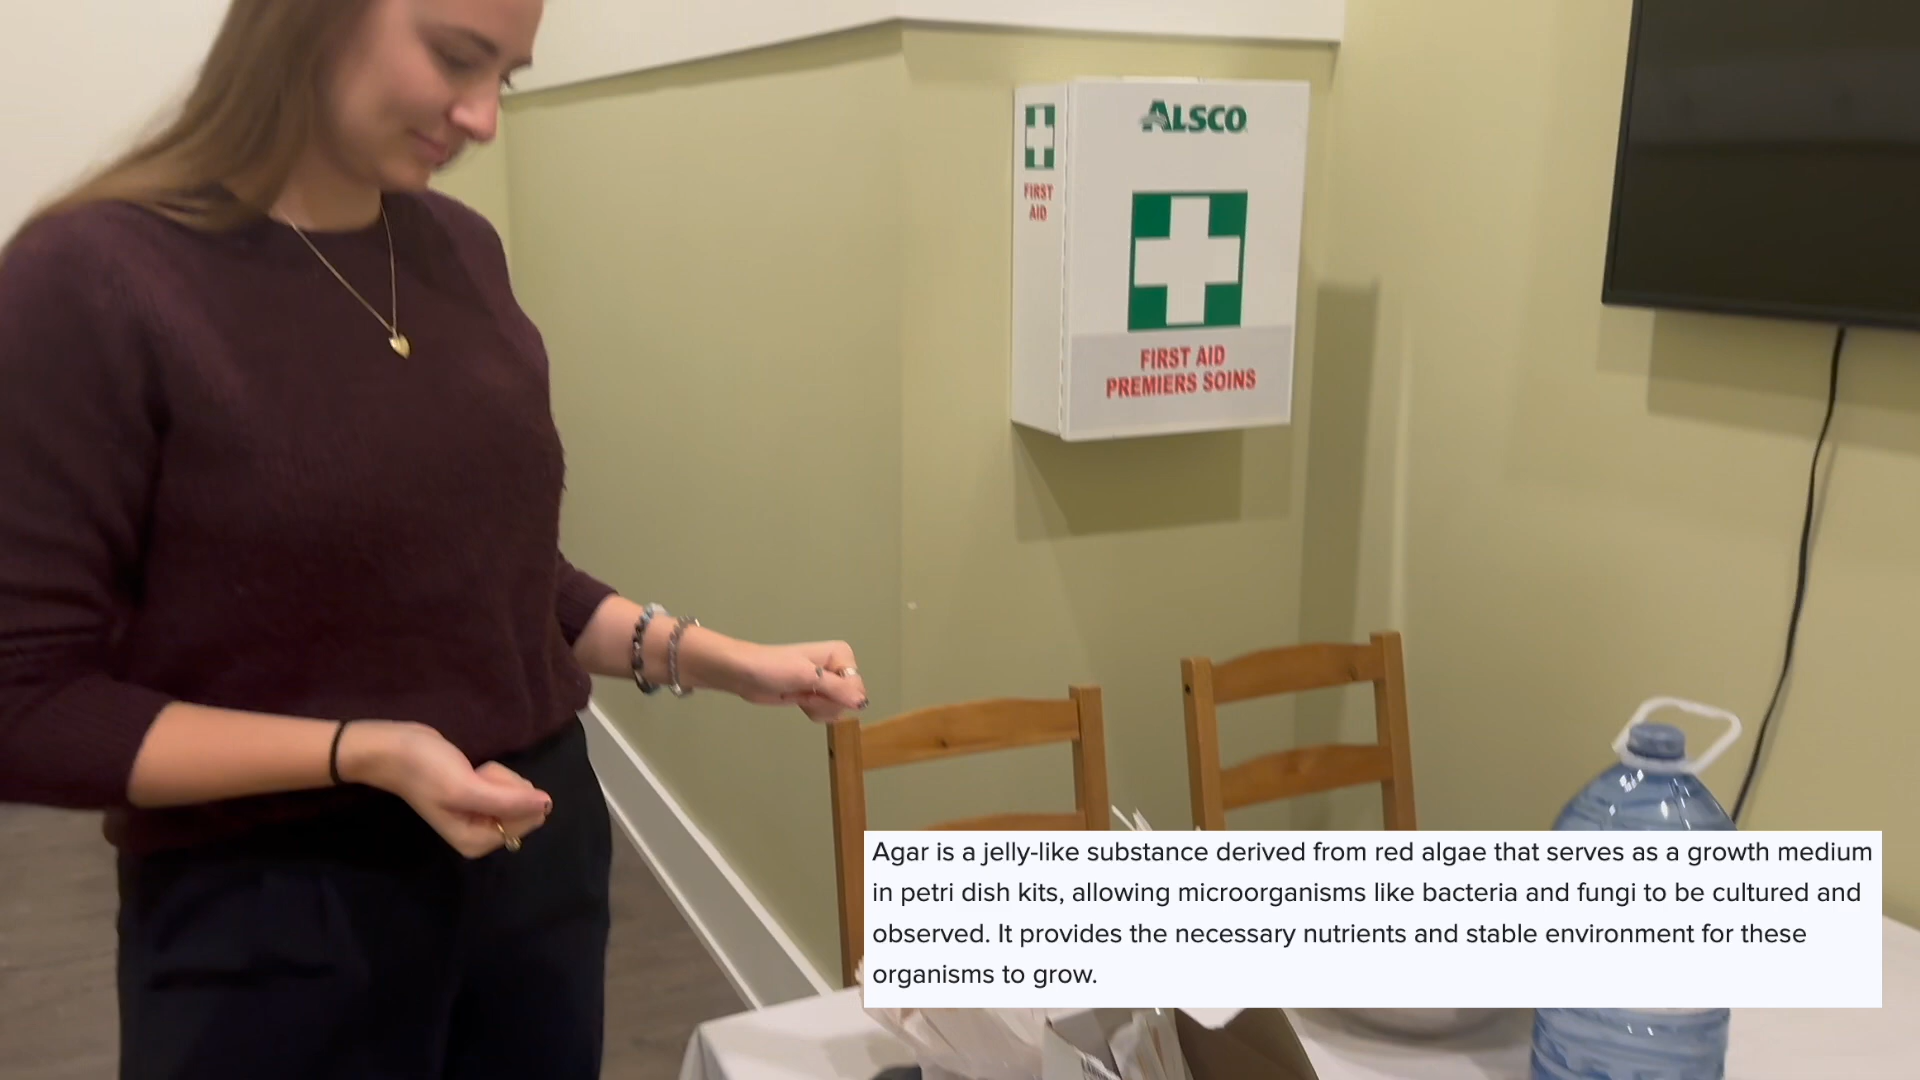 ALSCO
FIRST
AID
FIRST AID
PREMIERS SOINS
Agar is a jelly-like substance derived from red algae that serves as a growth medium
in petri dish kits, allowing microorganisms like bacteria and fungi to be cultured and
observed. It provides the necessary nutrients and stable environment for these
organisms to grow.